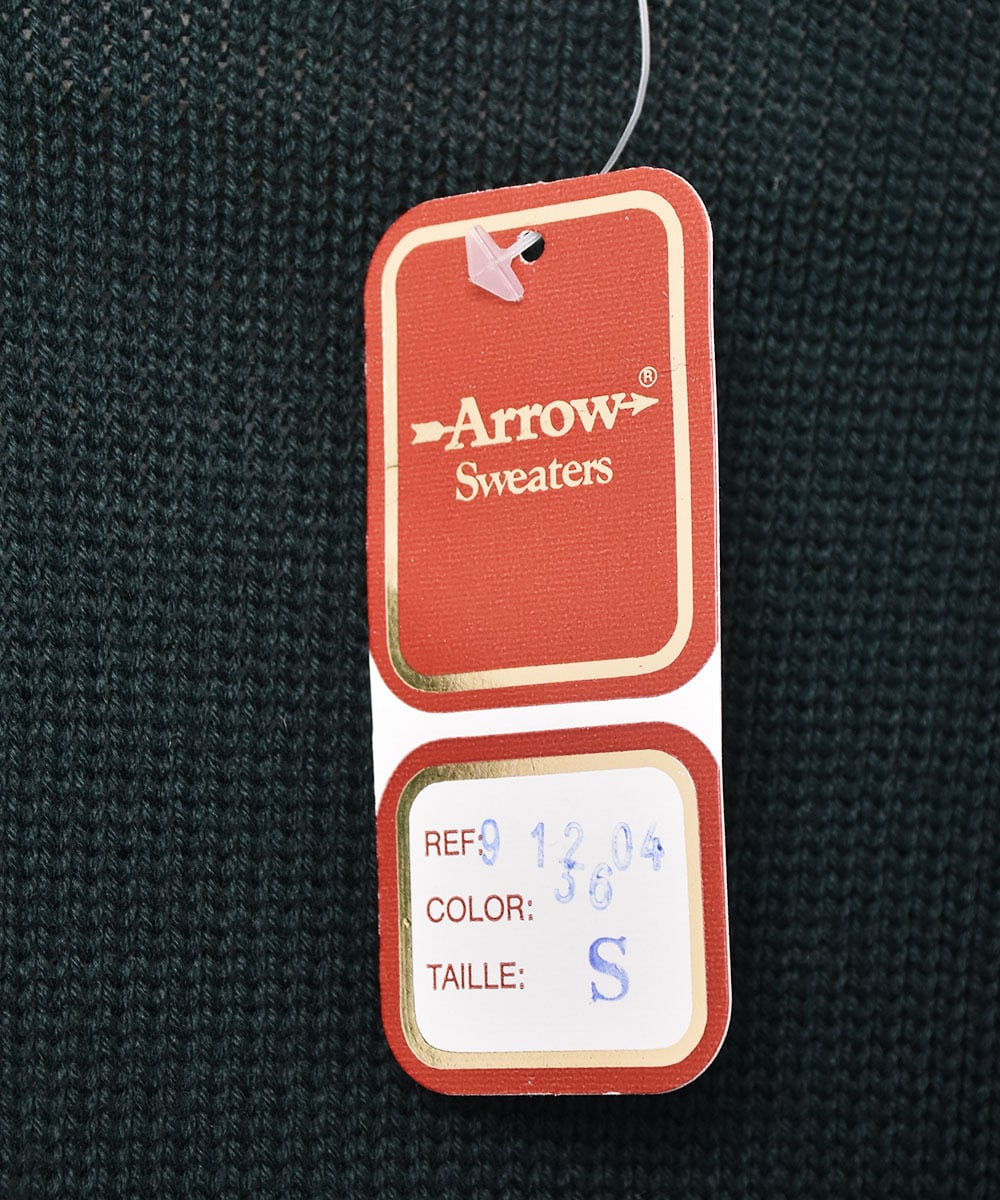 Arrow®
Sweaters
REF: 9 12 04
COLOR: 36
TAILLE: S